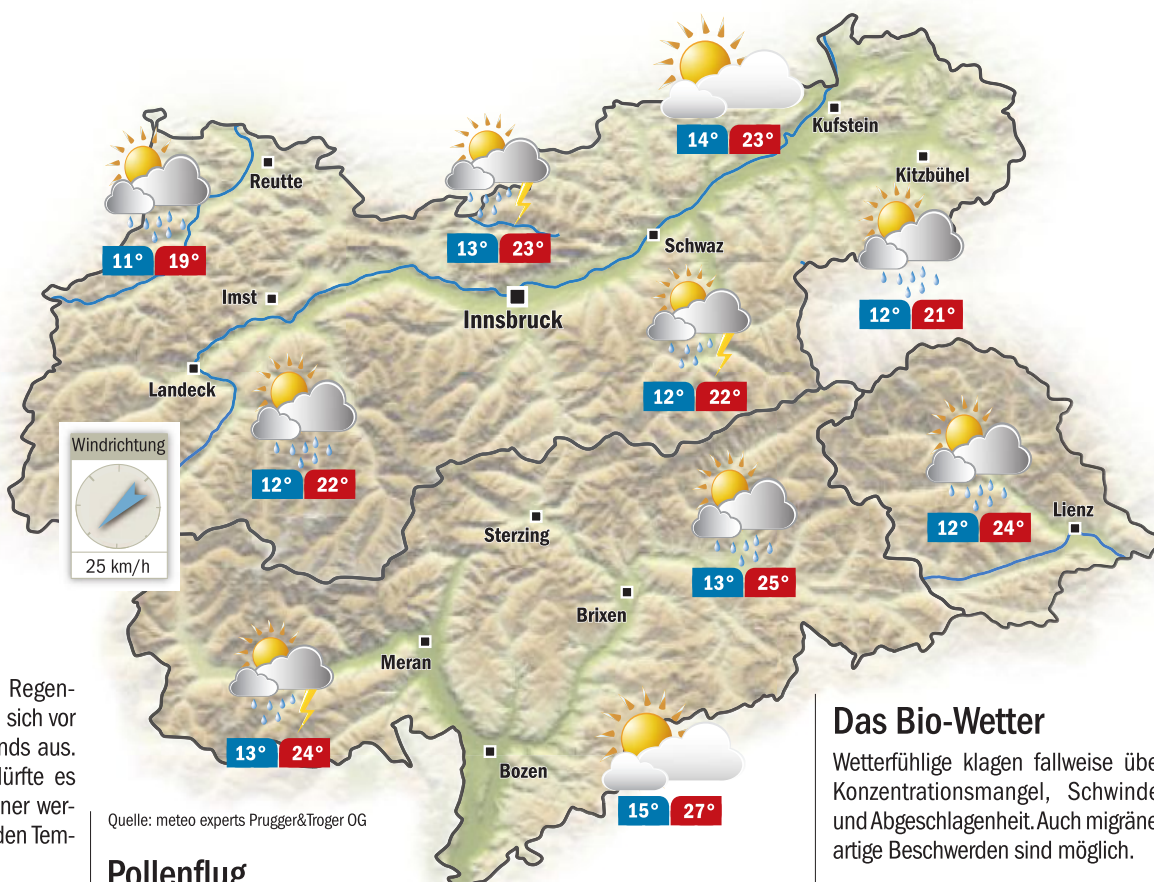 Kufstein
14° 23°
Kitzbühel
Reutte
11° 19°
13° 23°
Schwaz
12° 21°
Imst
Innsbruck
12° 22°
Landeck
12° 22°
Windrichtung
25 km/h
Sterzing
Lienz
12° 24°
13° 25°
Brixen
Meran
13° 24°
Bozen
15° 27°
Regen-
sich vor
nds aus.
dürfte es
ner wer-
den Tem-
Quelle: meteo experts Prugger&Troger OG
Pollenflug
Das Bio-Wetter
Wetterfühlige klagen fallweise übe
Konzentrationsmangel, Schwinde
und Abgeschlagenheit. Auch migräne
artige Beschwerden sind möglich.